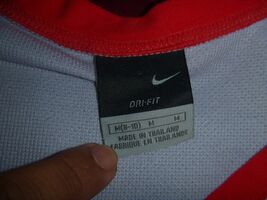 DRI-FIT
M(8-10) M M
MADE IN THAILAND
FABRIQUE EN THAILANDE